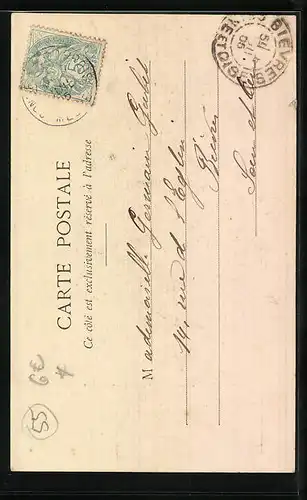 CARTE POSTALE
Ce côté est exclusivement réservé à l'adresse
Mademoiselle Germaine
14 rue de l'Eglise
Bièvres
Seine et Oise
BIEVRES
6€
55